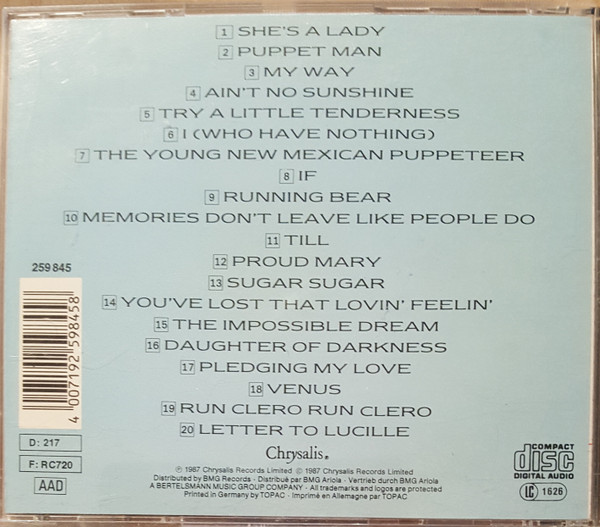 1 SHE'S A LADY
2 PUPPET MAN
3 MY WAY
4 AIN'T NO SUNSHINE
5 TRY A LITTLE TENDERNESS
6 I (WHO HAVE NOTHING)
7 THE YOUNG NEW MEXICAN PUPPETEER
8 IF
9 RUNNING BEAR
10 MEMORIES DON'T LEAVE LIKE PEOPLE DO
11 TILL
12 PROUD MARY
13 SUGAR SUGAR
14 YOU'VE LOST THAT LOVIN' FEELIN'
15 THE IMPOSSIBLE DREAM
16 DAUGHTER OF DARKNESS
17 PLEDGING MY LOVE
18 VENUS
19 RUN CLERO RUN CLERO
20 LETTER TO LUCILLE
259 845
4 007192 598458
D: 217
F: RC720
AAD
Chrysalis®
℗ 1987 Chrysalis Records Limited © 1987 Chrysalis Records Limited
Distributed by BMG Records · Distribué par BMG Ariola · Vertrieb durch BMG Ariola
A BERTELSMANN MUSIC GROUP COMPANY · All trademarks and logos are protected
Printed in Germany by TOPAC · Imprimé en Allemagne par TOPAC
COMPACT
disc
DIGITAL AUDIO
LC 1626